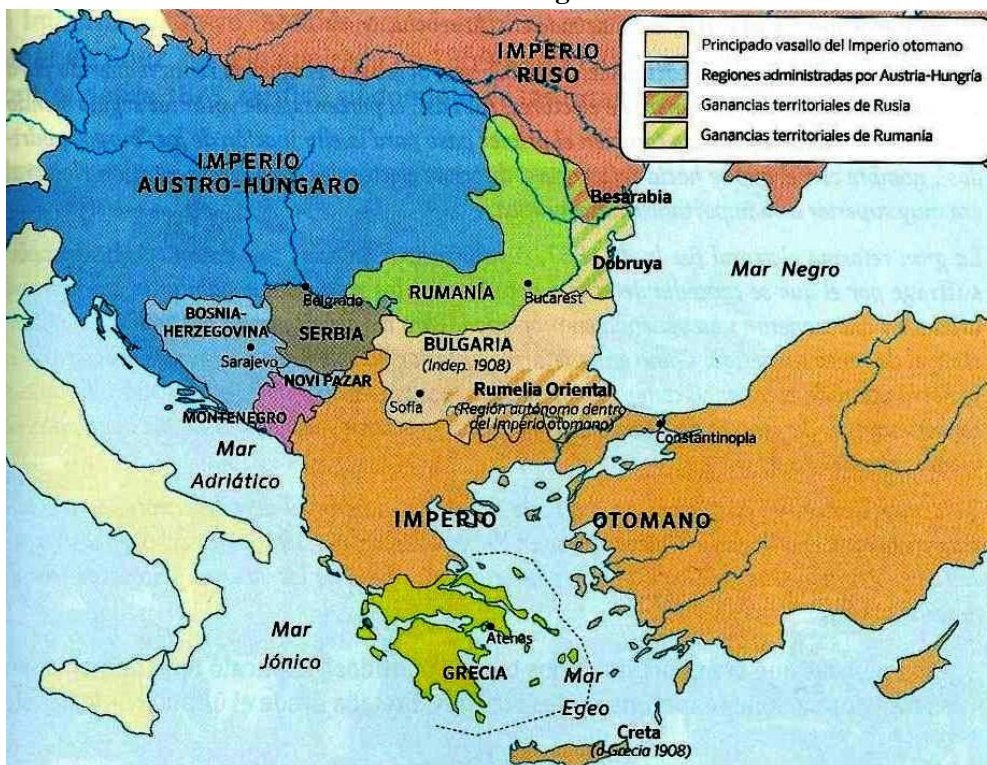 IMPERIO
RUSO
Principado vasallo del Imperio otomano
Regiones administradas por Austria-Hungría
Ganancias territoriales de Rusia
Ganancias territoriales de Rumanía
IMPERIO
AUSTRO-HÚNGARO
Besarabia
Dobruya
Mar Negro
RUMANÍA
Bucarest
Belgrado
BOSNIA-
HERZEGOVINA
Sarajevo
SERBIA
BULGARIA
(Indep. 1908)
NOVI PAZAR
Rumelia Oriental
(Región autónoma dentro
del Imperio otomano)
Sofía
MONTENEGRO
Constantinopla
Mar
Adriático
IMPERIO OTOMANO
Mar
Jónico
Atenas
GRECIA
Mar
Egeo
Creta
(a Grecia 1908)